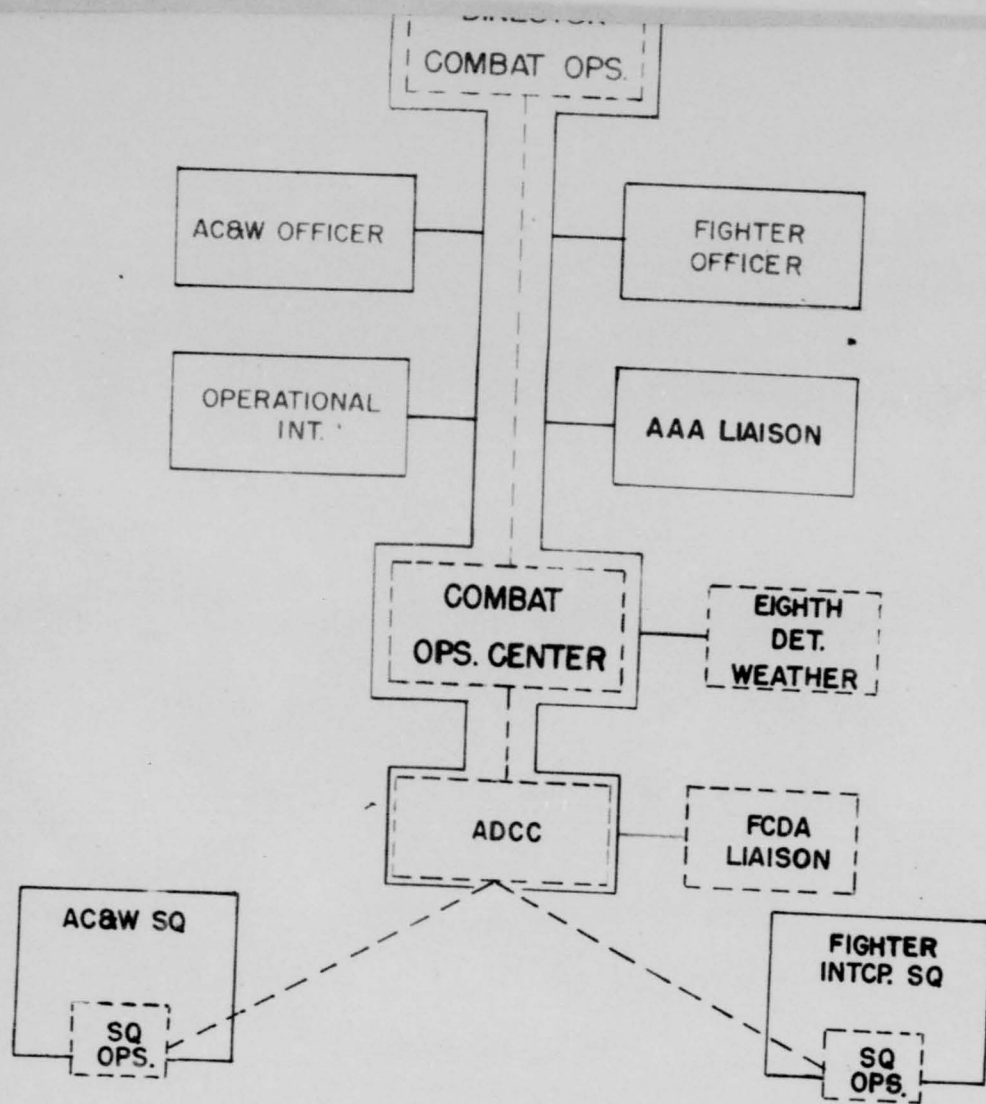 DIRECTOR
COMBAT OPS.
AC&W OFFICER
FIGHTER
OFFICER
OPERATIONAL
INT.
AAA LIAISON
COMBAT
OPS. CENTER
EIGHTH
DET.
WEATHER
ADCC
FCDA
LIAISON
AC&W SQ
SQ
OPS.
FIGHTER
INTCP. SQ
SQ
OPS.